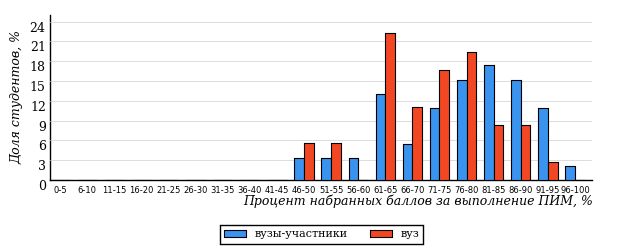 Доля студентов, %
24
21
18
15
12
9
6
3
0
0-5 6-10 11-15 16-20 21-25 26-30 31-35 36-40 41-45 46-50 51-55 56-60 61-65 66-70 71-75 76-80 81-85 86-90 91-95 96-100
Процент набранных баллов за выполнение ПИМ, %
вузы-участники вуз